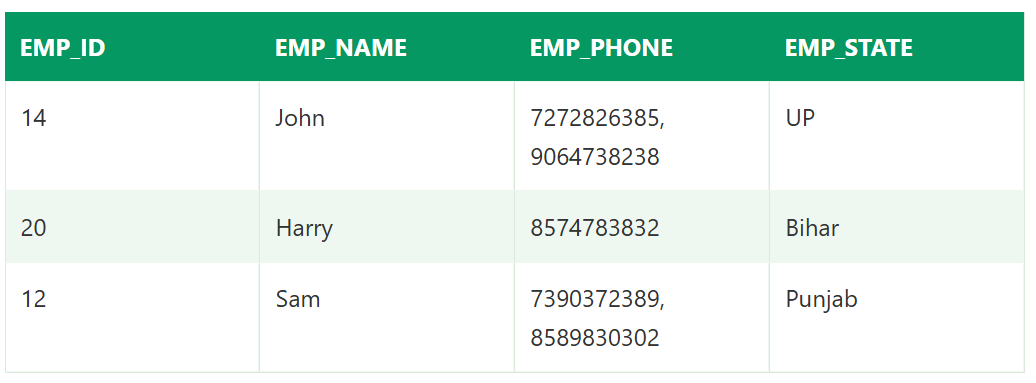 EMP_ID EMP_NAME EMP_PHONE EMP_STATE
14 John 7272826385, UP
9064738238
20 Harry 8574783832 Bihar
12 Sam 7390372389, Punjab
8589830302